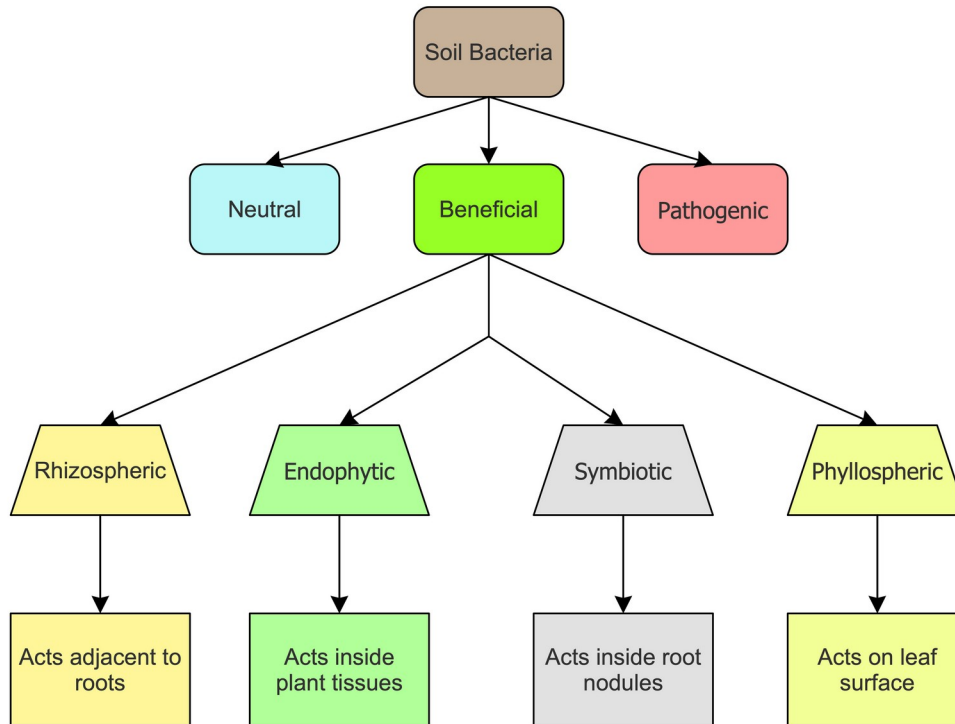 Soil Bacteria
Neutral
Beneficial
Pathogenic
Rhizospheric
Endophytic
Symbiotic
Phyllospheric
Acts adjacent to
roots
Acts inside
plant tissues
Acts inside root
nodules
Acts on leaf
surface